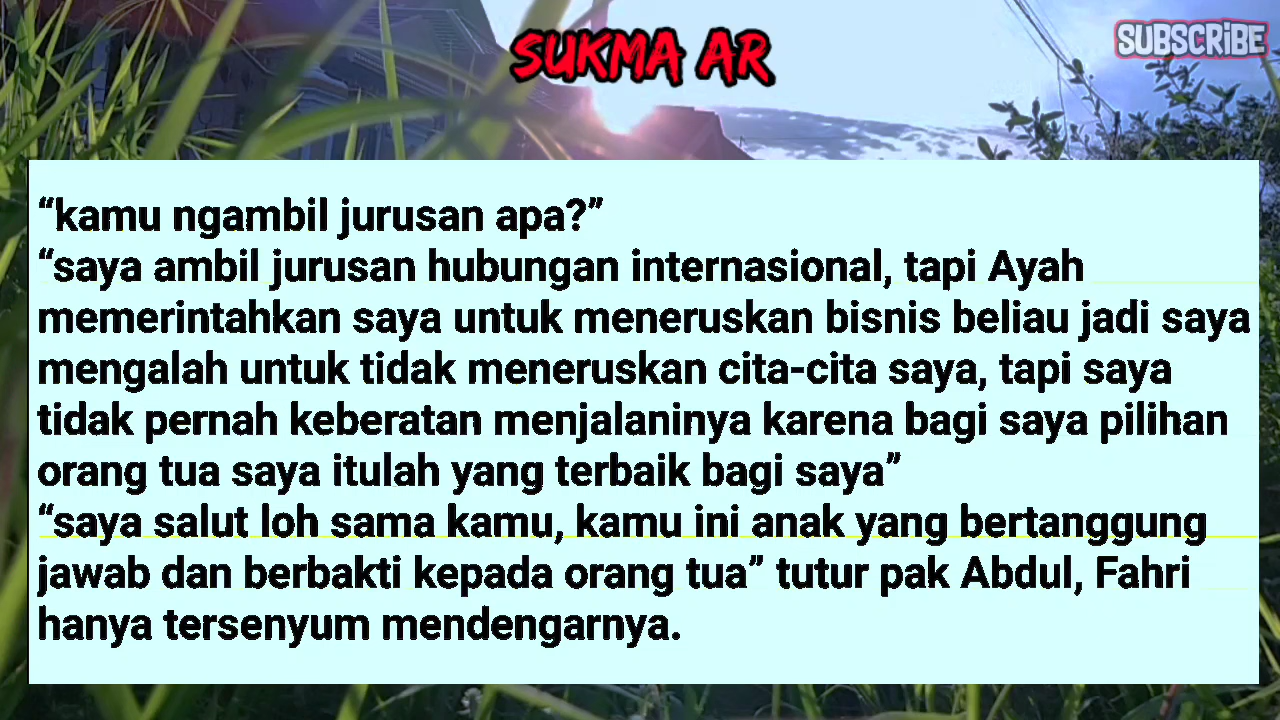 SUKMA AR
SUBSCRIBE
“kamu ngambil jurusan apa?”
“saya ambil jurusan hubungan internasional, tapi Ayah
memerintahkan saya untuk meneruskan bisnis beliau jadi saya
mengalah untuk tidak meneruskan cita-cita saya, tapi saya
tidak pernah keberatan menjalaninya karena bagi saya pilihan
orang tua saya itulah yang terbaik bagi saya”
“saya salut loh sama kamu, kamu ini anak yang bertanggung
jawab dan berbakti kepada orang tua” tutur pak Abdul, Fahri
hanya tersenyum mendengarnya.